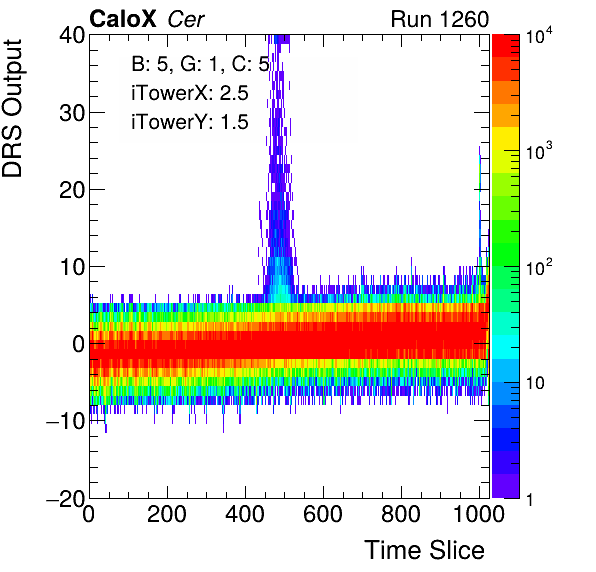 CaloX Cer Run 1260
DRS Output
B: 5, G: 1, C: 5
iTowerX: 2.5
iTowerY: 1.5
40
30
20
10
0
−10
−20
0 200 400 600 800 1000
Time Slice
10^4
10^3
10^2
10
1